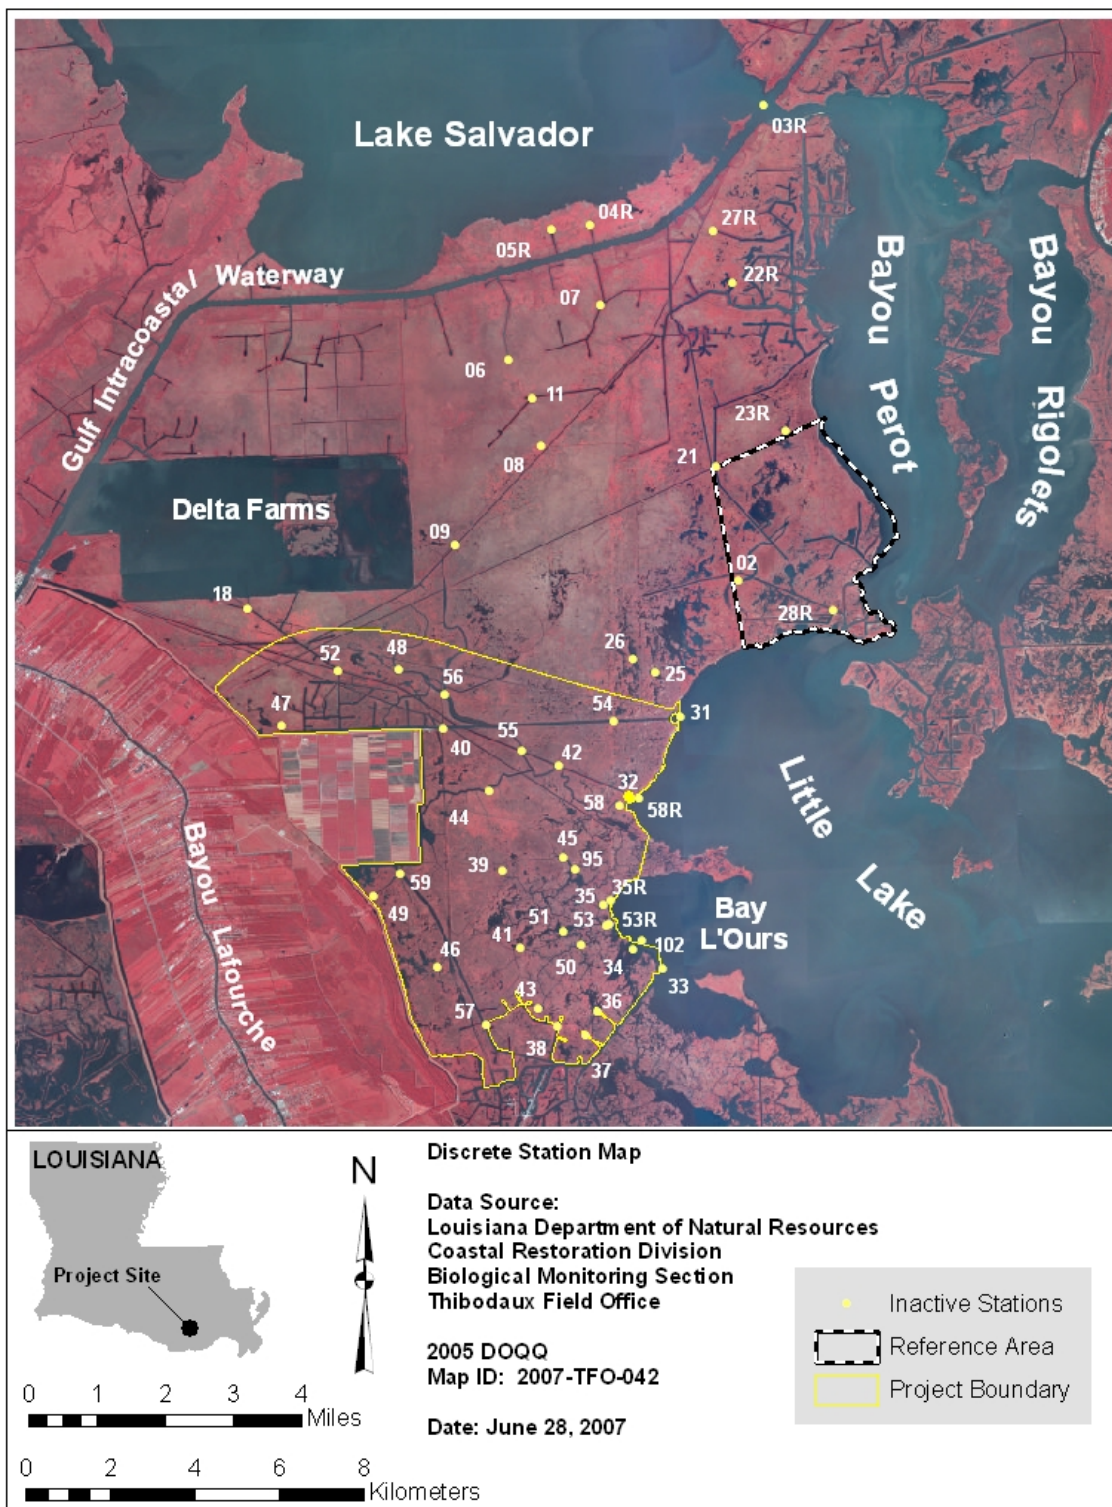 Lake Salvador
03R
04R
05R
27R
Gulf Intracoastal Waterway
22R
Bayou Perot
Bayou Rigolets
07
06
11
23R
08
21
Delta Farms
09
02
18
28R
26
25
52
48
56
47
54
31
40
55
42
Little Lake
32
58
58R
44
45
95
39
59
35R
35
49
Bayou Lafourche
51
53
53R
Bay
L'Ours
41
102
46
50
34
33
43
36
57
38
37
LOUISIANA
Project Site
N
0 1 2 3 4
Miles
0 2 4 6 8
Kilometers
Discrete Station Map
Data Source:
Louisiana Department of Natural Resources
Coastal Restoration Division
Biological Monitoring Section
Thibodaux Field Office
2005 DOQQ
Map ID: 2007-TFO-042
Date: June 28, 2007
Inactive Stations
Reference Area
Project Boundary